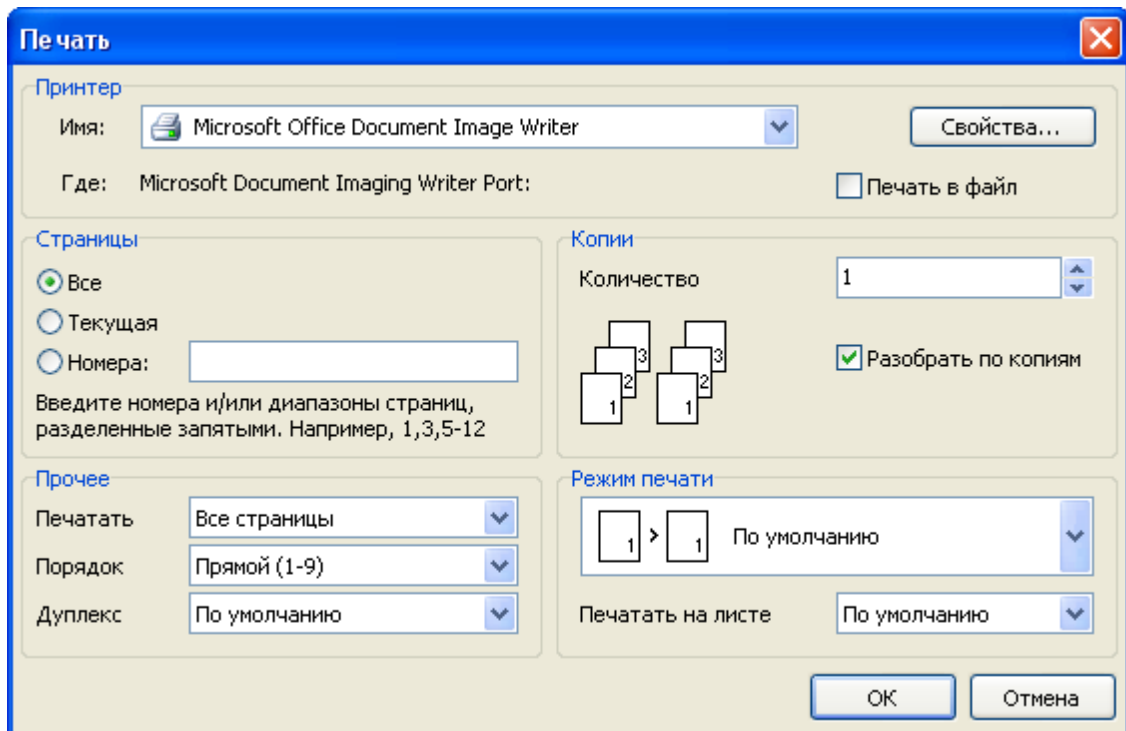 Печать
Принтер
Имя: Microsoft Office Document Image Writer Свойства...
Где: Microsoft Document Imaging Writer Port: Печать в файл
Страницы
Все
Текущая
Номера:
Введите номера и/или диапазоны страниц,
разделенные запятыми. Например, 1,3,5-12
Копии
Количество 1
3 3
2 2
1 1
Разобрать по копиям
Прочее
Печатать Все страницы
Порядок Прямой (1-9)
Дуплекс По умолчанию
Режим печати
1 > 1 По умолчанию
Печатать на листе По умолчанию
ОК Отмена